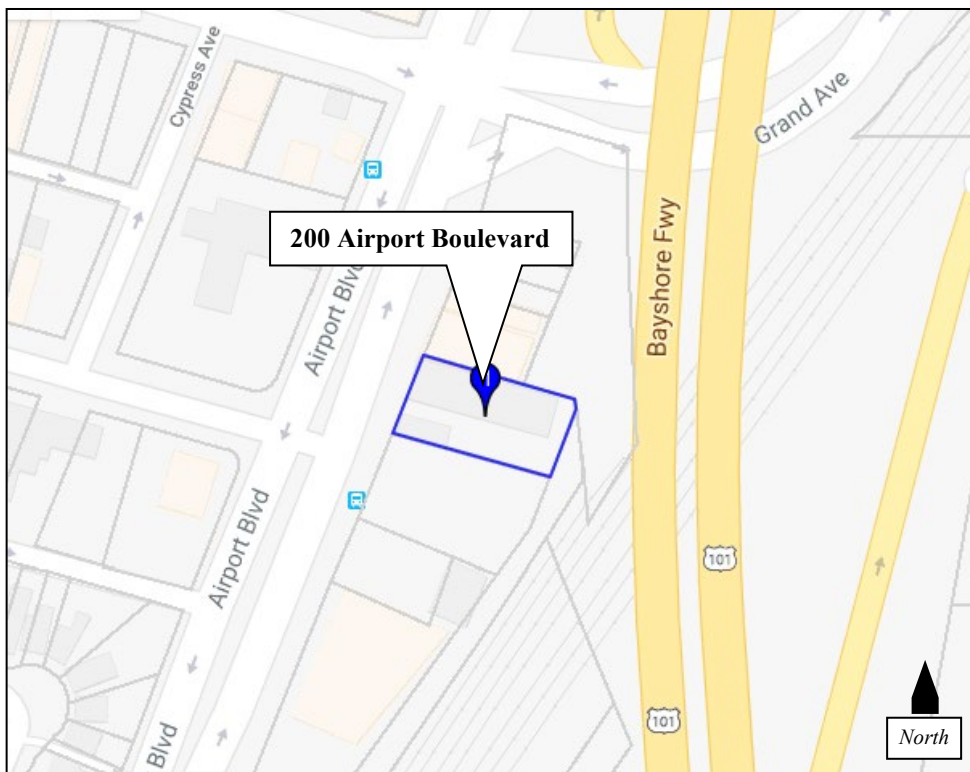 Cypress Ave
Grand Ave
200 Airport Boulevard
Airport Blvd
Bayshore Fwy
Airport Blvd
101
101
Blvd
North